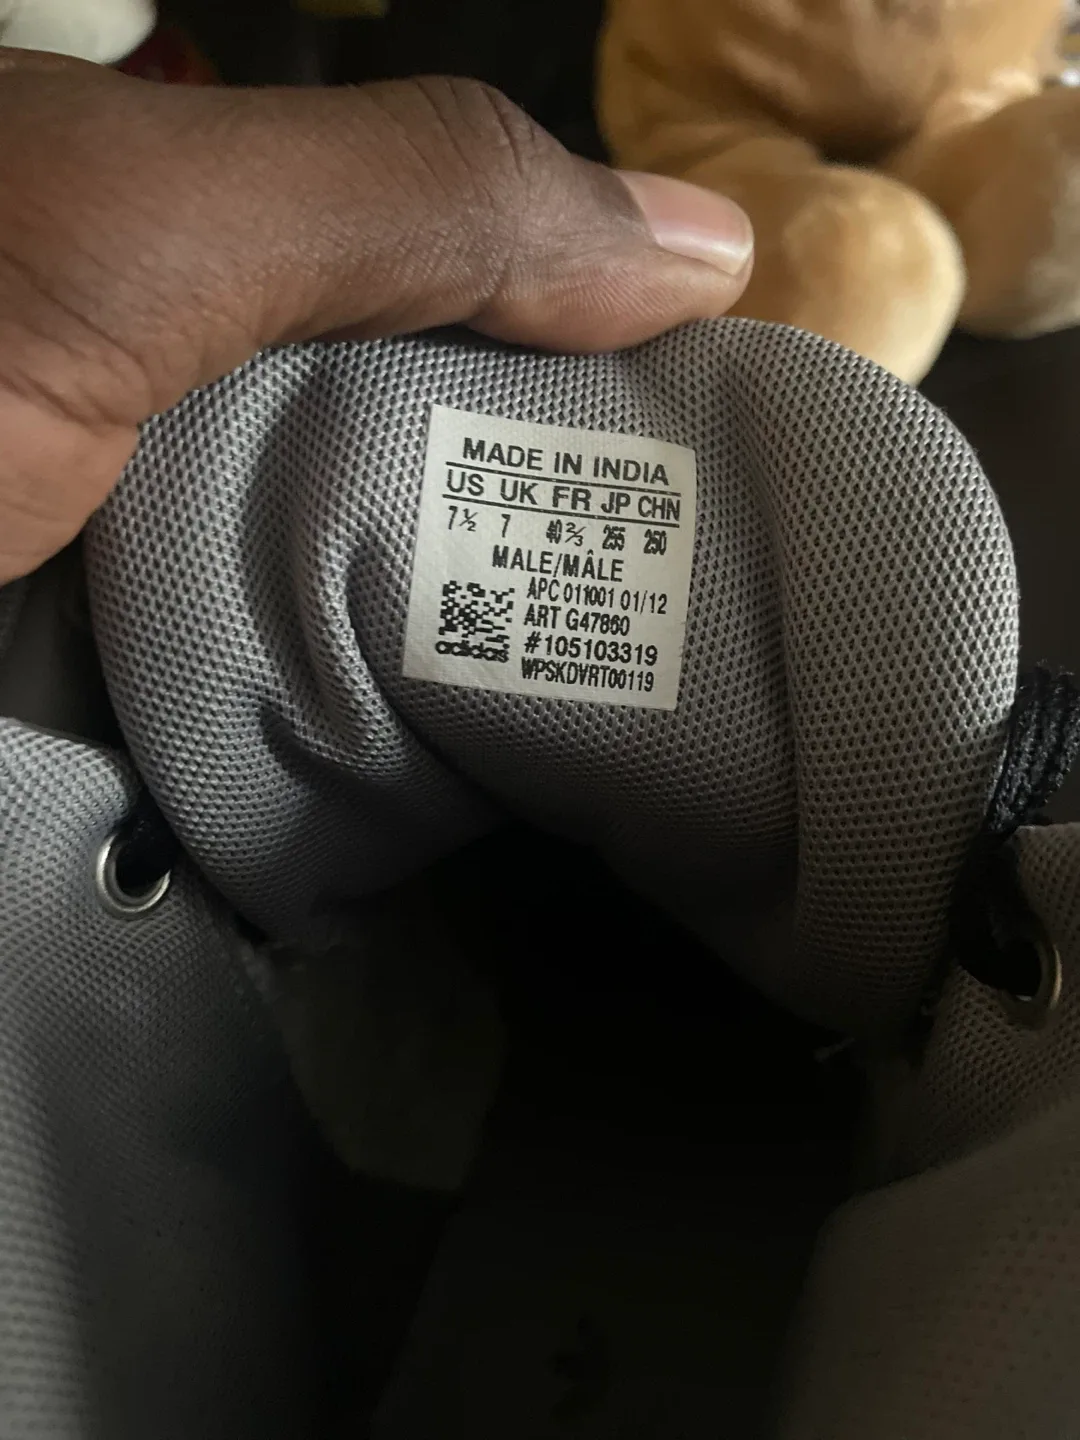 MADE IN INDIA
US UK FR JP CHN
7½ 7 40⅔ 255 250
MALE/MÂLE
APC 011001 01/12
ART G47860
#105103319
adidas
WPSKDVRT00119